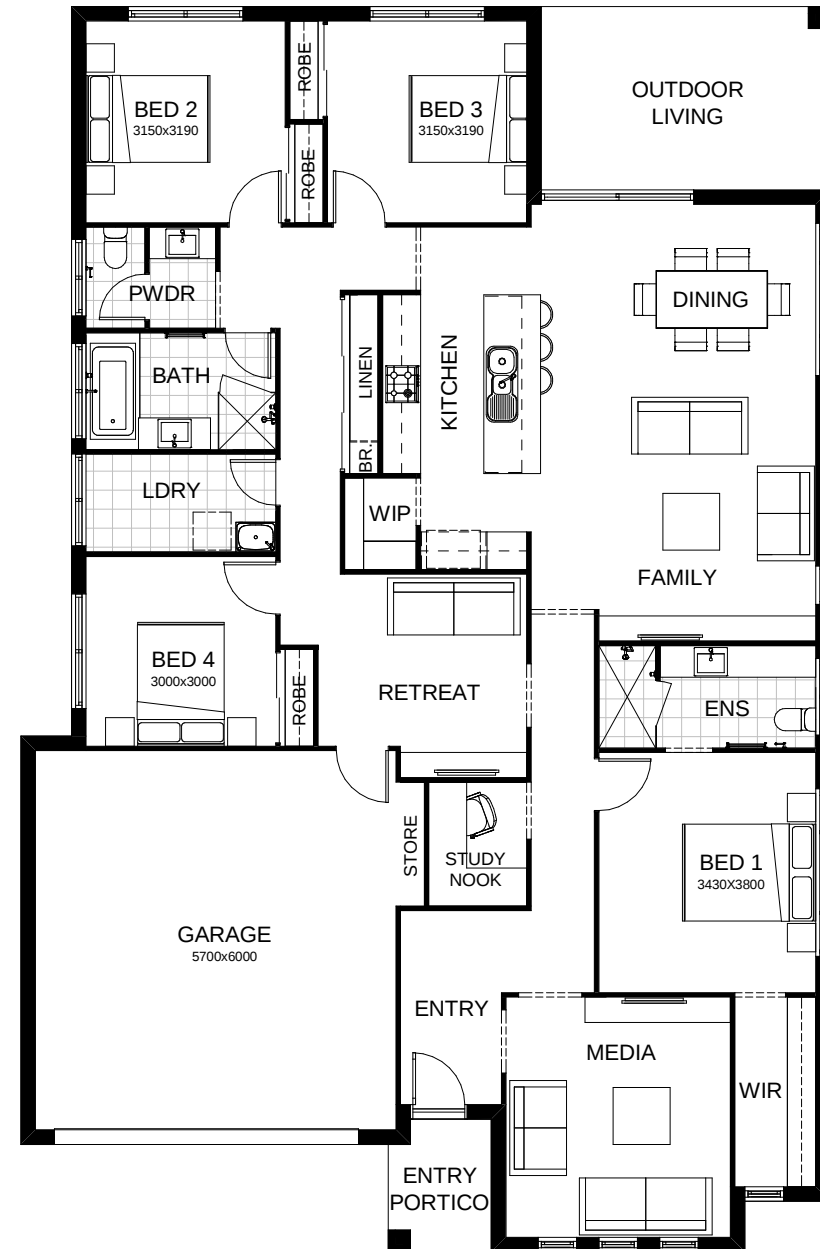 ROBE
BED 2
3150x3190
BED 3
3150x3190
OUTDOOR
LIVING
ROBE
PWDR
DINING
BATH
LINEN
KITCHEN
BR.
LDRY
WIP
FAMILY
BED 4
3000x3000
ROBE
RETREAT
ENS
STORE
STUDY
NOOK
BED 1
3430X3800
GARAGE
5700x6000
ENTRY
MEDIA
WIR
ENTRY
PORTICO